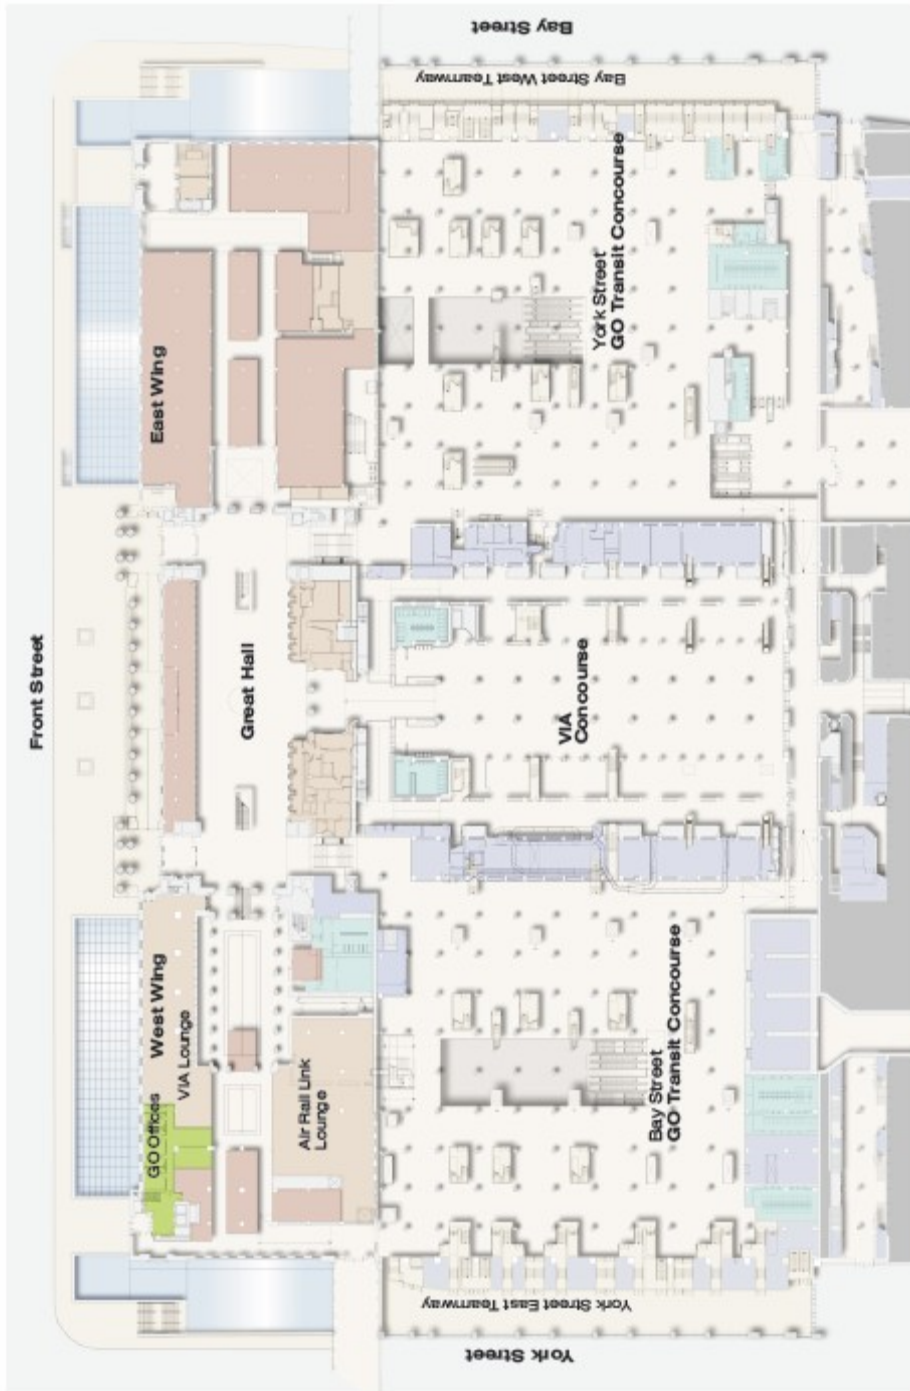 Bay Street
Bay Street West Teamway
York Street
GO Transit Concourse
East Wing
Front Street
Great Hall
VIA
Concourse
West Wing
GO Offices
VIA Lounge
Air Rail Link
Lounge
Bay Street
GO Transit Concourse
York Street East Teamway
York Street